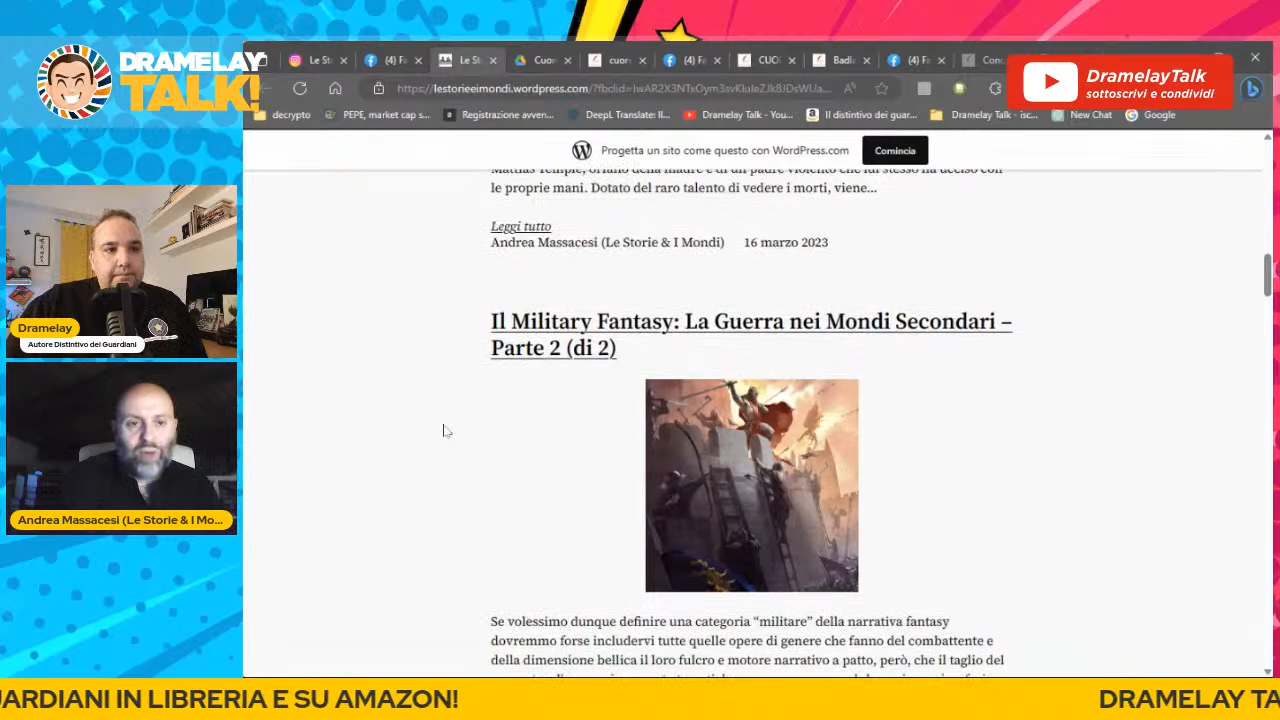 DRAMELAY
TALK!
Le St
(4) Fa
Le St
Cuor
cuor
(4) Fa
CUO
Badl
(4) Fa
Conc
https://lestorieeimondi.wordpress.com/
decrypto
PEPE, market cap s...
Registrazione avven...
DeepL Translate: Il...
Dramelay Talk - You...
Il distintivo dei guar...
Dramelay Talk - isc...
New Chat
Google
DramelayTalk
sottoscrivi e condividi
Progetta un sito come questo con WordPress.com
Comincia
Mattias Temple, orfano della madre e di un padre violento che lui stesso ha ucciso con
le proprie mani. Dotato del raro talento di vedere i morti, viene...
Leggi tutto
Andrea Massacesi (Le Storie & I Mondi)
16 marzo 2023
Il Military Fantasy: La Guerra nei Mondi Secondari –
Parte 2 (di 2)
Se volessimo dunque definire una categoria “militare” della narrativa fantasy
dovremmo forse includervi tutte quelle opere di genere che fanno del combattente e
della dimensione bellica il loro fulcro e motore narrativo a patto, però, che il taglio del
Dramelay
Autore Distintivo dei Guardiani
Andrea Massacesi (Le Storie & I Mo...
UARDIANI IN LIBRERIA E SU AMAZON!
DRAMELAY TA